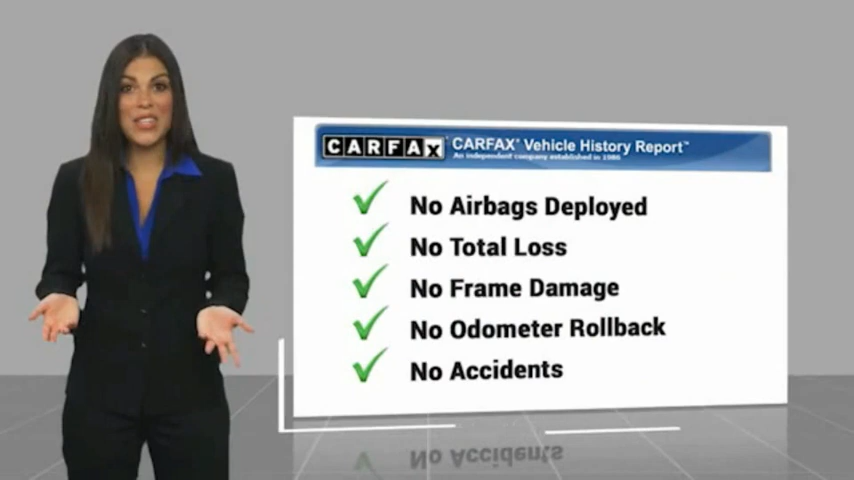 CARFAX CARFAX® Vehicle History Report™
An independent company established in 1986
No Airbags Deployed
No Total Loss
No Frame Damage
No Odometer Rollback
No Accidents
No Accidents